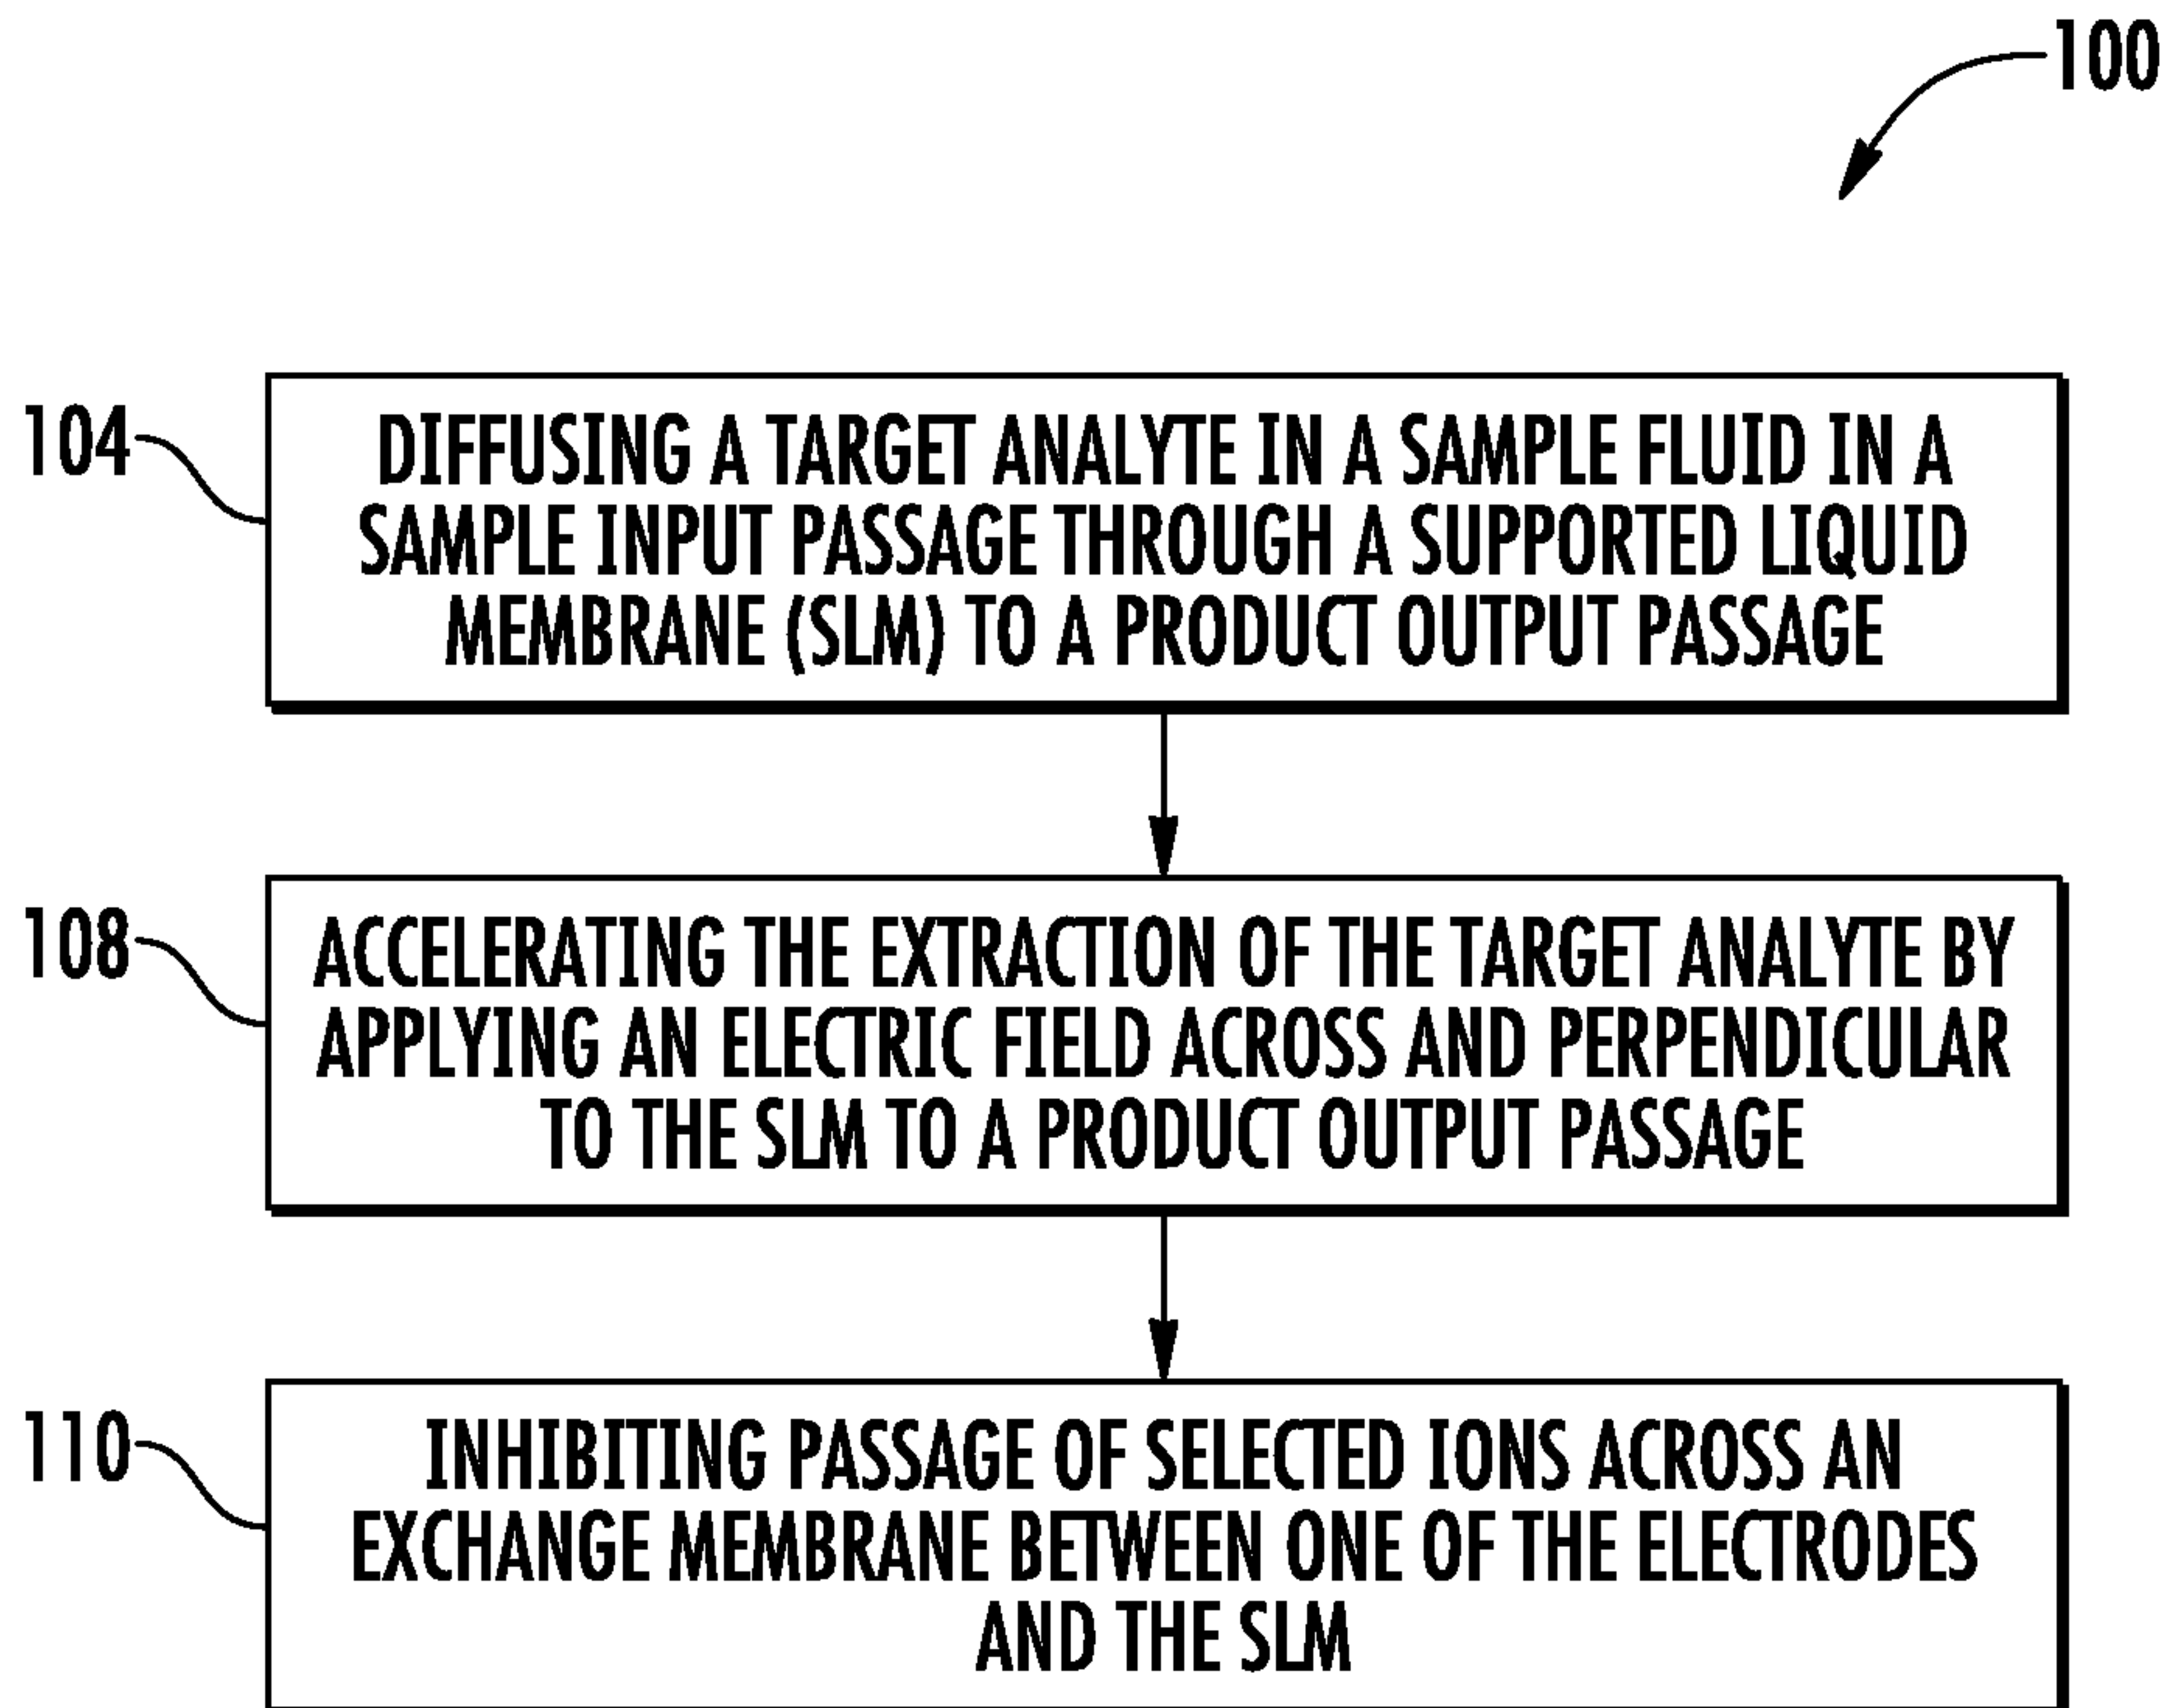 100
104
DIFFUSING A TARGET ANALYTE IN A SAMPLE FLUID IN A
SAMPLE INPUT PASSAGE THROUGH A SUPPORTED LIQUID
MEMBRANE (SLM) TO A PRODUCT OUTPUT PASSAGE
108
ACCELERATING THE EXTRACTION OF THE TARGET ANALYTE BY
APPLYING AN ELECTRIC FIELD ACROSS AND PERPENDICULAR
TO THE SLM TO A PRODUCT OUTPUT PASSAGE
110
INHIBITING PASSAGE OF SELECTED IONS ACROSS AN
EXCHANGE MEMBRANE BETWEEN ONE OF THE ELECTRODES
AND THE SLM